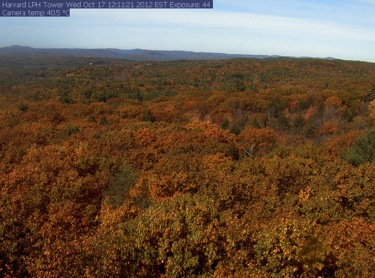 Harvard LPH Tower Wed Oct 17 12:11:21 2012 EST Exposure: 44
Camera temp 40.5 °C